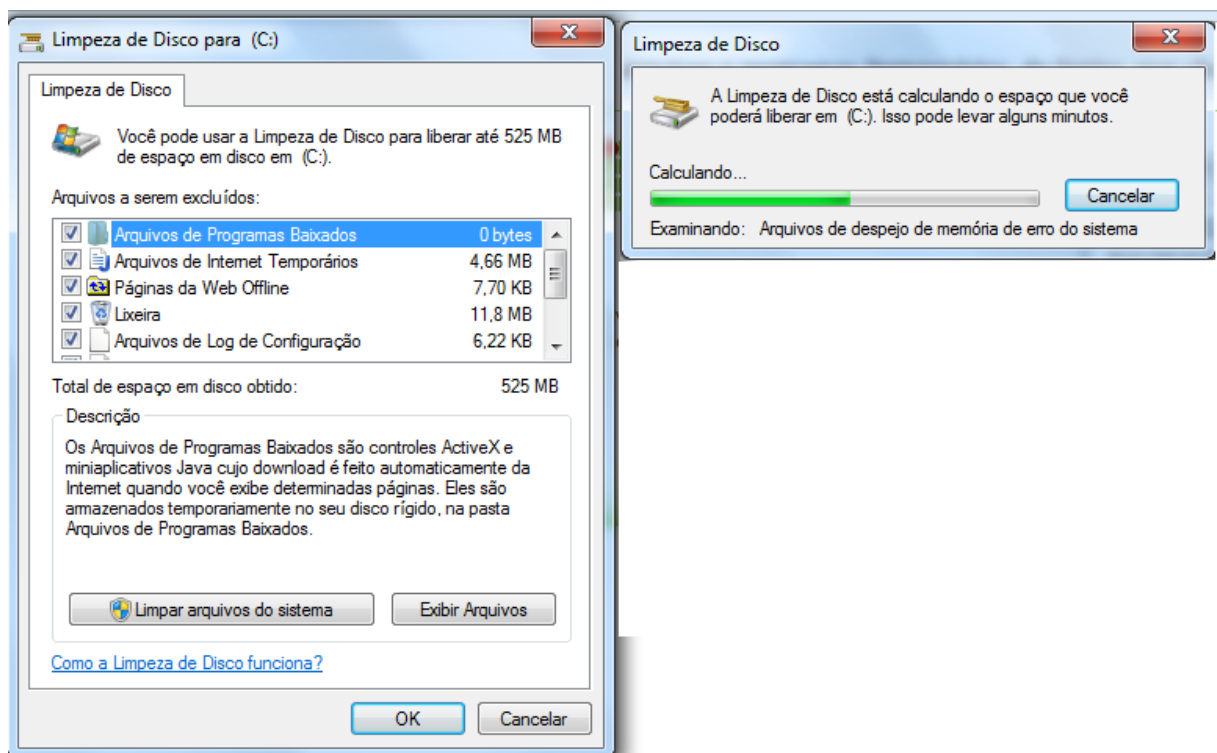 Limpeza de Disco para (C:)
Limpeza de Disco
Você pode usar a Limpeza de Disco para liberar até 525 MB
de espaço em disco em (C:).
Arquivos a serem excluídos:
Arquivos de Programas Baixados 0 bytes
Arquivos de Internet Temporários 4,66 MB
Páginas da Web Offline 7,70 KB
Lixeira 11,8 MB
Arquivos de Log de Configuração 6,22 KB
Total de espaço em disco obtido: 525 MB
Descrição
Os Arquivos de Programas Baixados são controles ActiveX e
miniaplicativos Java cujo download é feito automaticamente da
Internet quando você exibe determinadas páginas. Eles são
armazenados temporariamente no seu disco rígido, na pasta
Arquivos de Programas Baixados.
Limpar arquivos do sistema
Exibir Arquivos
Como a Limpeza de Disco funciona?
OK
Cancelar
Limpeza de Disco
A Limpeza de Disco está calculando o espaço que você
poderá liberar em (C:). Isso pode levar alguns minutos.
Calculando...
Cancelar
Examinando: Arquivos de despejo de memória de erro do sistema